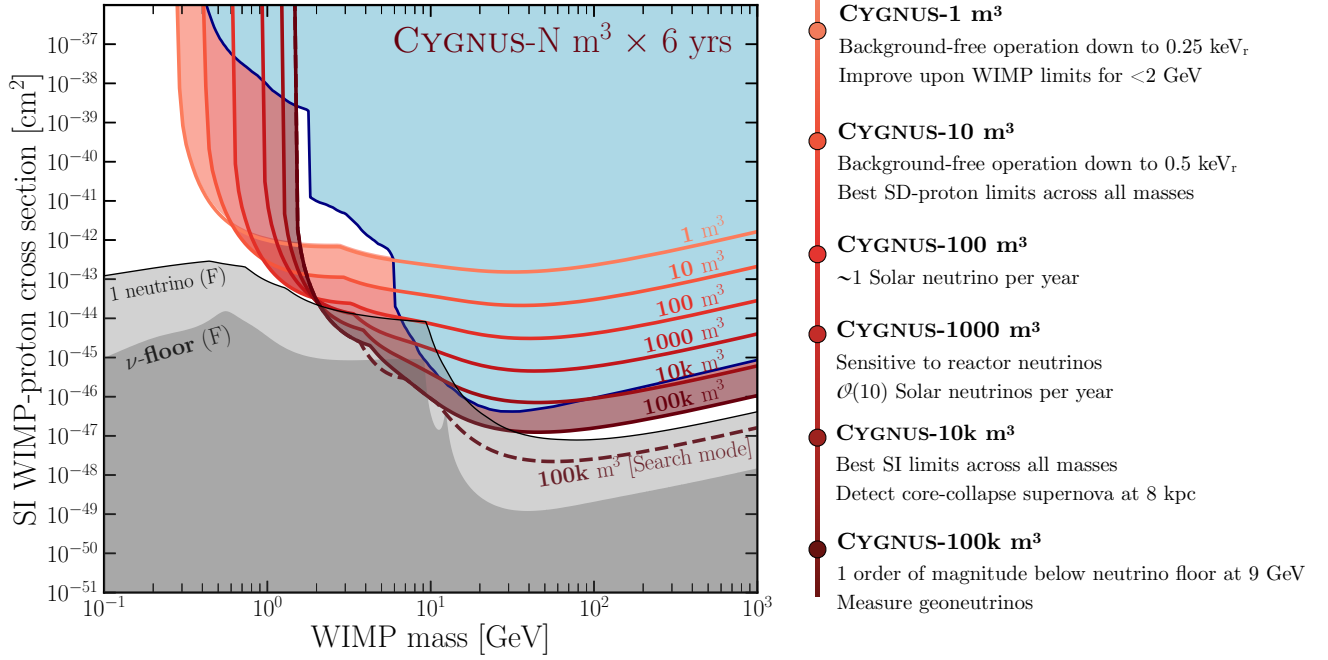 CYGNUS-N m³ × 6 yrs
SI WIMP-proton cross section [cm²]
10⁻³⁷
10⁻³⁸
10⁻³⁹
10⁻⁴⁰
10⁻⁴¹
10⁻⁴²
10⁻⁴³
10⁻⁴⁴
10⁻⁴⁵
10⁻⁴⁶
10⁻⁴⁷
10⁻⁴⁸
10⁻⁴⁹
10⁻⁵⁰
10⁻⁵¹
1 neutrino (F)
ν-floor (F)
1 m³
10 m³
100 m³
1000 m³
10k m³
100k m³
100k m³ [Search mode]
10⁻¹
10⁰
10¹
10²
10³
WIMP mass [GeV]
CYGNUS-1 m³
Background-free operation down to 0.25 keVᵣ
Improve upon WIMP limits for <2 GeV
CYGNUS-10 m³
Background-free operation down to 0.5 keVᵣ
Best SD-proton limits across all masses
CYGNUS-100 m³
~1 Solar neutrino per year
CYGNUS-1000 m³
Sensitive to reactor neutrinos
𝒪(10) Solar neutrinos per year
CYGNUS-10k m³
Best SI limits across all masses
Detect core-collapse supernova at 8 kpc
CYGNUS-100k m³
1 order of magnitude below neutrino floor at 9 GeV
Measure geoneutrinos